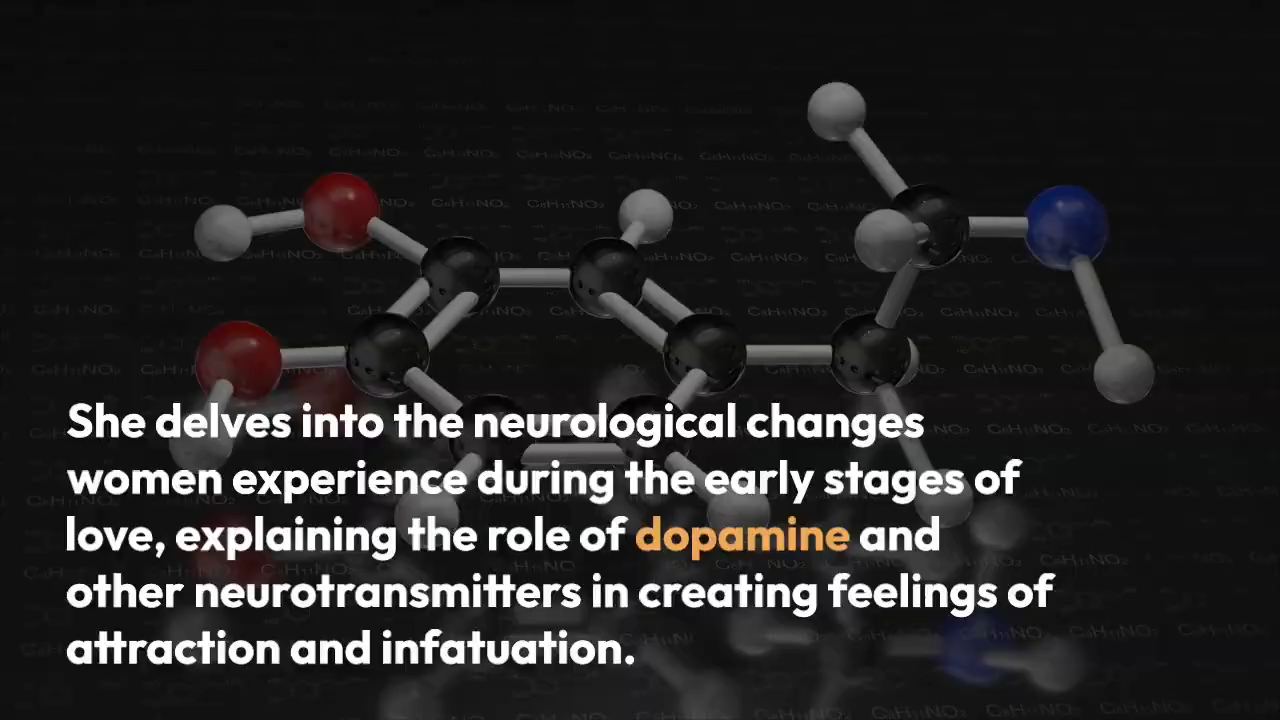 She delves into the neurological changes
women experience during the early stages of
love, explaining the role of dopamine and
other neurotransmitters in creating feelings of
attraction and infatuation.
C₈H₁₁NO₂